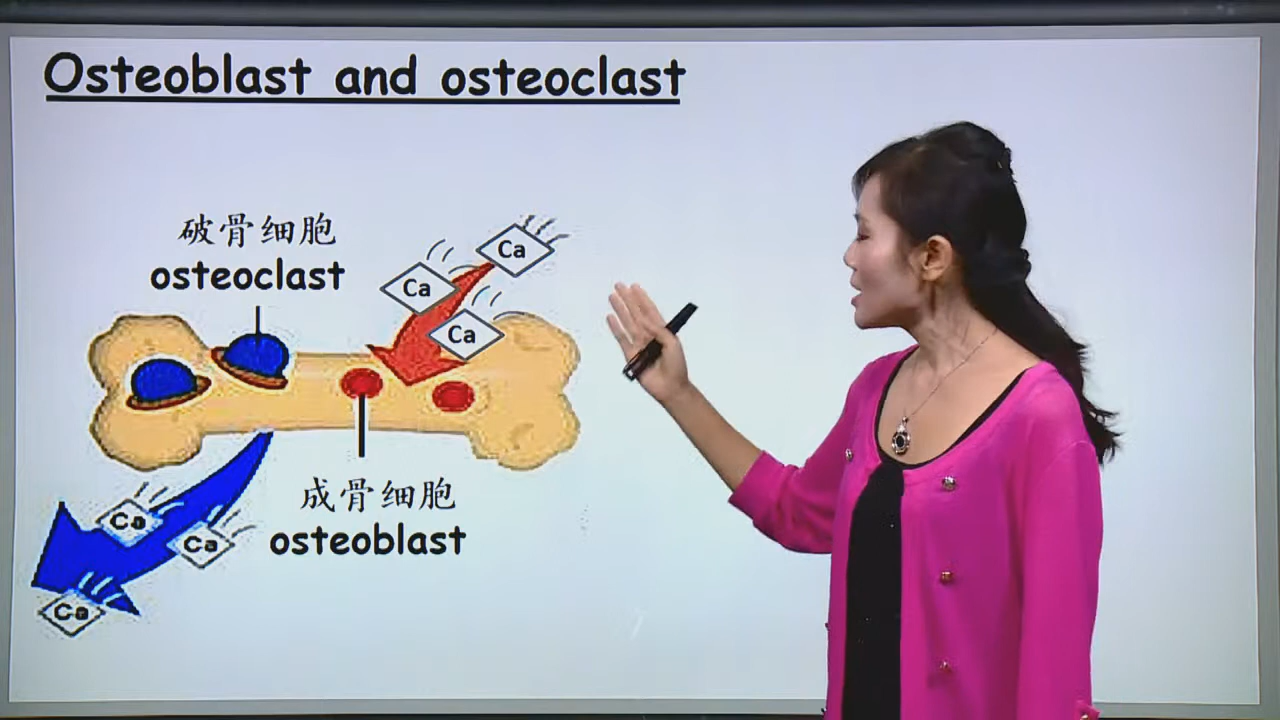 Osteoblast and osteoclast
破骨细胞
osteoclast
Ca
Ca
Ca
成骨细胞
osteoblast
Ca
Ca
Ca